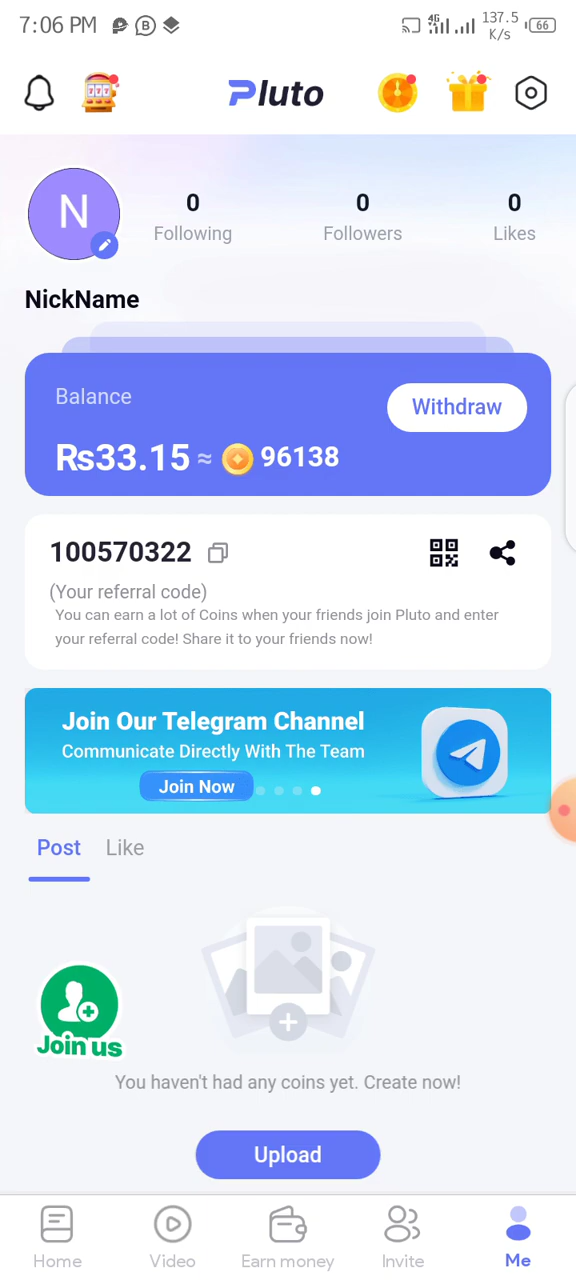 7:06 PM
4G
137.5
K/s
66
Pluto
N
0
0
0
Following
Followers
Likes
NickName
Balance
Withdraw
Rs33.15 ≈ 96138
100570322
(Your referral code)
You can earn a lot of Coins when your friends join Pluto and enter
your referral code! Share it to your friends now!
Join Our Telegram Channel
Communicate Directly With The Team
Join Now
Post
Like
Join us
You haven't had any coins yet. Create now!
Upload
Home
Video
Earn money
Invite
Me